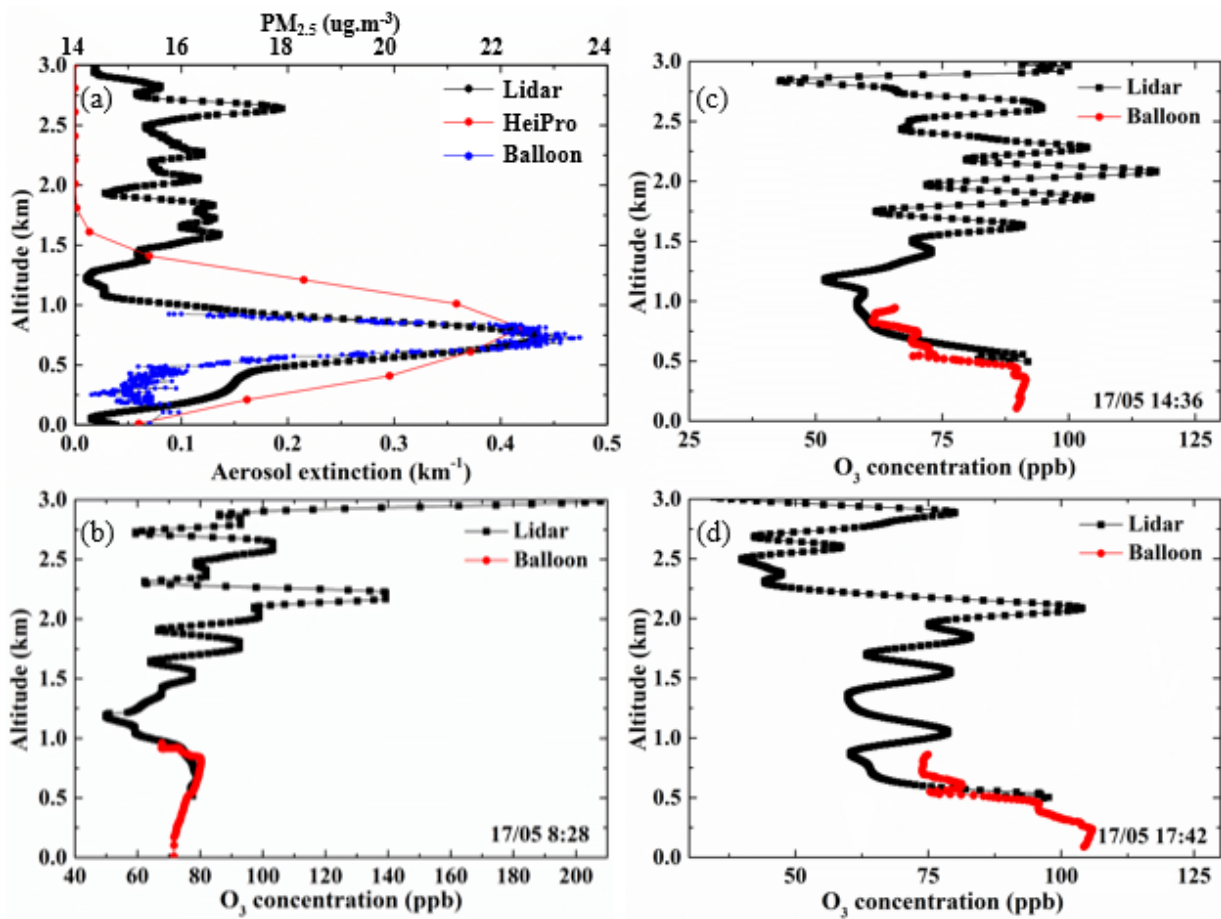 PM2.5 (ug.m-3)
14 16 18 20 22 24
3.0
2.5
2.0
1.5
1.0
0.5
0.0
Altitude (km)
(a)
Lidar
HeiPro
Balloon
0.0 0.1 0.2 0.3 0.4 0.5
Aerosol extinction (km-1)
3.0
2.5
2.0
1.5
1.0
0.5
0.0
Altitude (km)
(c)
Lidar
Balloon
17/05 14:36
25 50 75 100 125
O3 concentration (ppb)
3.0
2.5
2.0
1.5
1.0
0.5
0.0
Altitude (km)
(b)
Lidar
Balloon
17/05 8:28
40 60 80 100 120 140 160 180 200
O3 concentration (ppb)
3.0
2.5
2.0
1.5
1.0
0.5
0.0
Altitude (km)
(d)
Lidar
Balloon
17/05 17:42
50 75 100 125
O3 concentration (ppb)